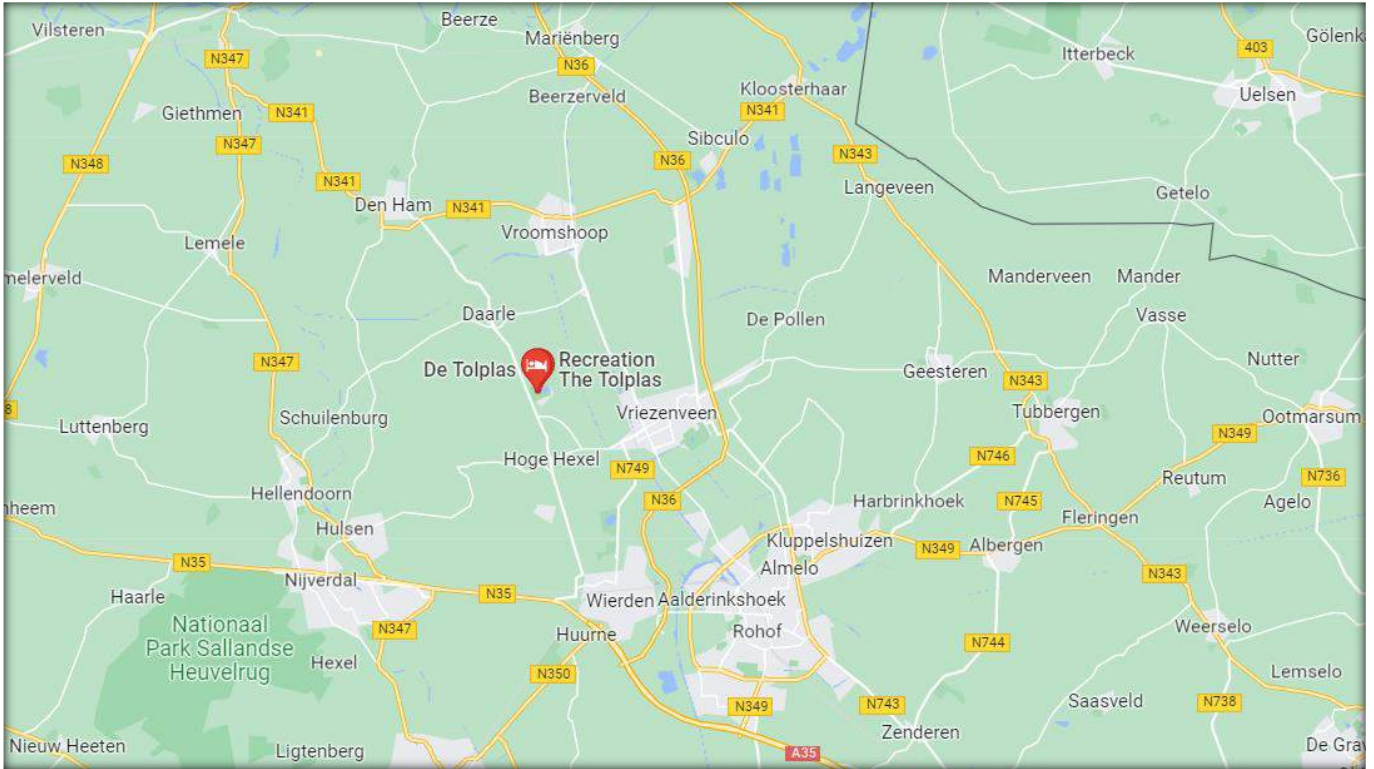 Vilsteren
Beerze
Mariënberg
Gölenk
Itterbeck
403
N347
N36
Uelsen
Beerzerveld
Kloosterhaar
Giethmen
N341
N341
N347
Sibculo
N348
N36
N343
N341
Langeveen
Getelo
Den Ham
N341
Vroomshoop
Lemele
melerveld
Manderveen
Mander
Daarle
De Pollen
Vasse
N347
De Tolplas
Recreation
The Tolplas
Nutter
Geesteren
N343
8
Schuilenburg
Vriezenveen
Tubbergen
Ootmarsum
Luttenberg
N349
Hoge Hexel
N749
N746
Reutum
N736
Hellendoorn
N36
Harbrinkhoek
N745
Agelo
nheem
Hulsen
Fleringen
Kluppelshuizen
N349
Albergen
N35
Almelo
N343
Nijverdal
N35
Haarle
Wierden
Aalderinkshoek
Nationaal
Park Sallandse
Heuvelrug
N347
Huurne
Rohof
Weerselo
N744
Hexel
N350
Lemselo
N349
N743
Saasveld
N738
Zenderen
Nieuw Heeten
Ligtenberg
A35
De Grav